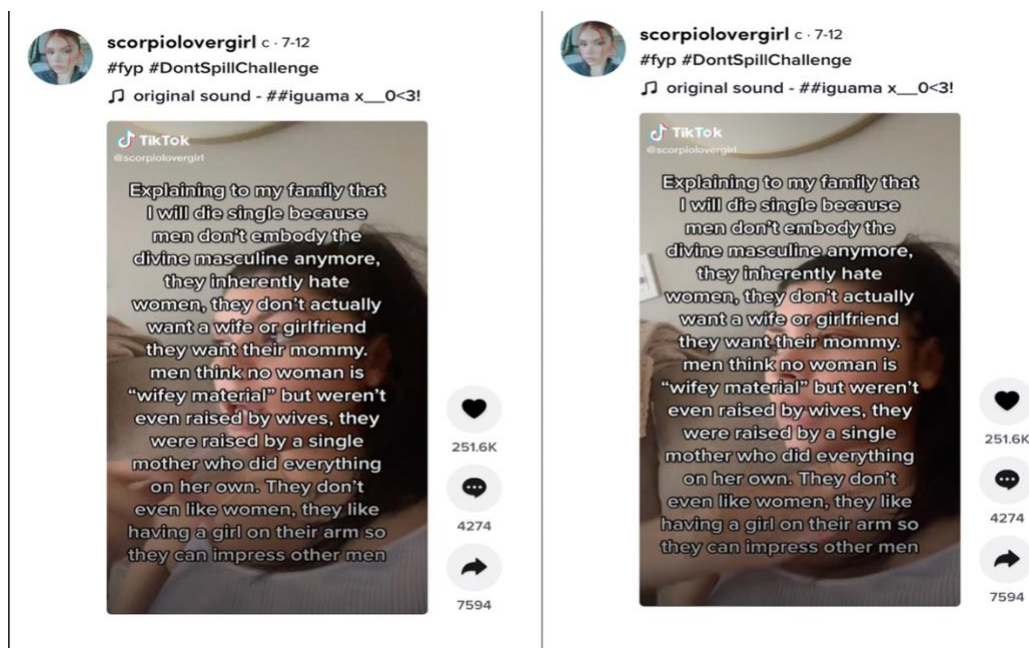 scorpiolovergirl c · 7-12
#fyp #DontSpillChallenge
original sound - ##iguama x__0<3!
TikTok
@scorpiolovergirl
Explaining to my family that
I will die single because
men don't embody the
divine masculine anymore,
they inherently hate
women, they don't actually
want a wife or girlfriend
they want their mommy.
men think no woman is
“wifey material” but weren't
even raised by wives, they
were raised by a single
mother who did everything
on her own. They don't
even like women, they like
having a girl on their arm so
they can impress other men
251.6K
4274
7594
scorpiolovergirl c · 7-12
#fyp #DontSpillChallenge
original sound - ##iguama x__0<3!
TikTok
@scorpiolovergirl
Explaining to my family that
I will die single because
men don't embody the
divine masculine anymore,
they inherently hate
women, they don't actually
want a wife or girlfriend
they want their mommy.
men think no woman is
“wifey material” but weren't
even raised by wives, they
were raised by a single
mother who did everything
on her own. They don't
even like women, they like
having a girl on their arm so
they can impress other men
251.6K
4274
7594